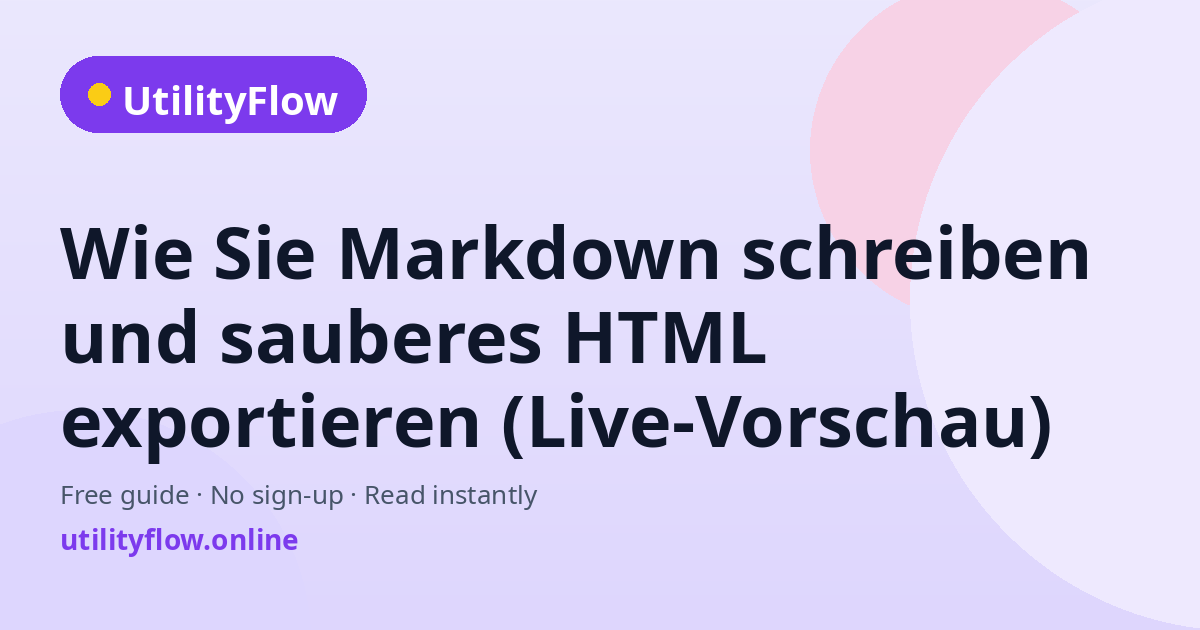 UtilityFlow
Wie Sie Markdown schreiben
und sauberes HTML
exportieren (Live-Vorschau)
Free guide · No sign-up · Read instantly
utilityflow.online